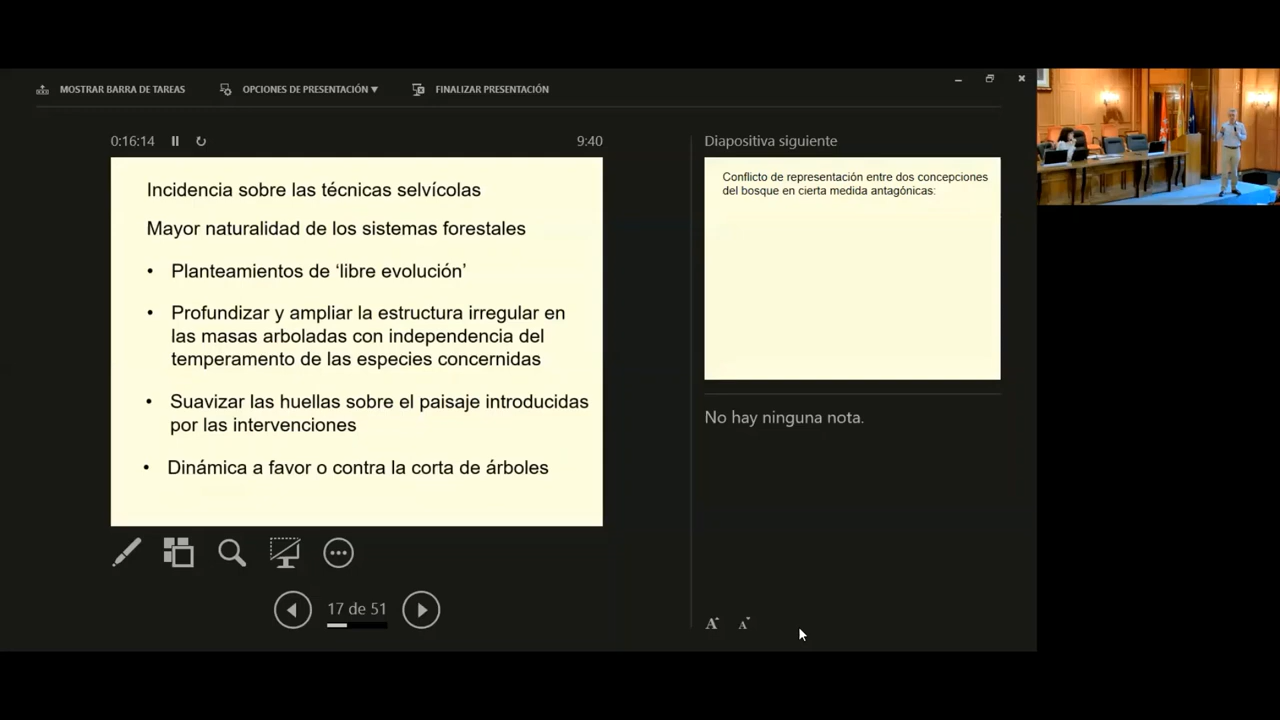 MOSTRAR BARRA DE TAREAS
OPCIONES DE PRESENTACIÓN ▼
FINALIZAR PRESENTACIÓN
0:16:14
9:40
Incidencia sobre las técnicas selvícolas
Mayor naturalidad de los sistemas forestales
• Planteamientos de ‘libre evolución’
• Profundizar y ampliar la estructura irregular en
las masas arboladas con independencia del
temperamento de las especies concernidas
• Suavizar las huellas sobre el paisaje introducidas
por las intervenciones
• Dinámica a favor o contra la corta de árboles
17 de 51
Diapositiva siguiente
Conflicto de representación entre dos concepciones
del bosque en cierta medida antagónicas:
No hay ninguna nota.
A A